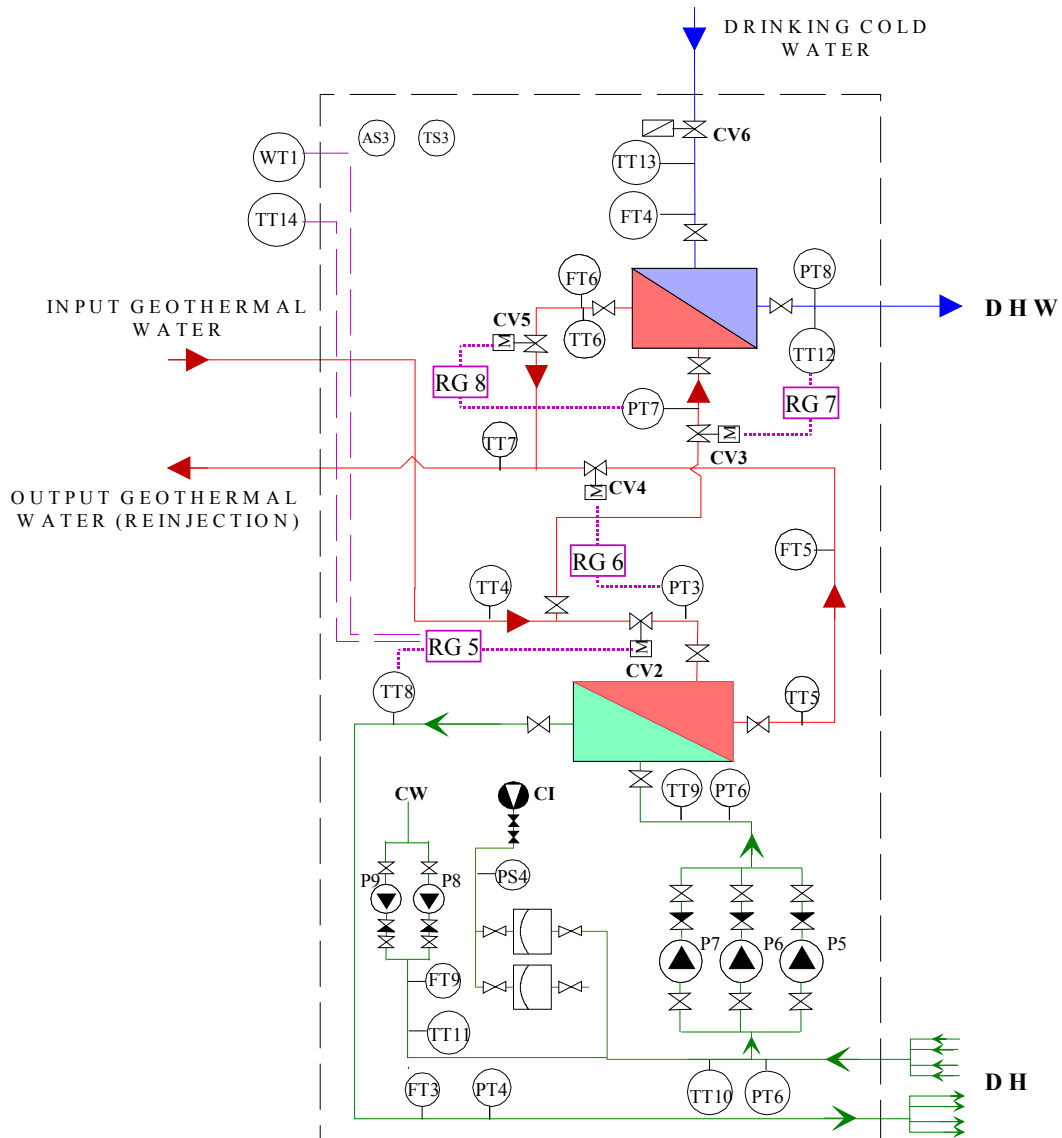 DRINKING COLD
WATER
INPUT GEOTHERMAL
WATER
AS3
TS3
WT1
TT14
CV6
TT13
FT4
FT6
PT8
DHW
CV5
M
TT6
TT12
RG 8
PT7
RG 7
M
CV3
TT7
CV4
M
OUTPUT GEOTHERMAL
WATER (REINJECTION)
FT5
RG 6
TT4
PT3
RG 5
M
CV2
TT8
TT5
CW
CI
TT9
PT6
P9
P8
PS4
P7
P6
P5
FT9
TT11
FT3
PT4
TT10
PT6
DH